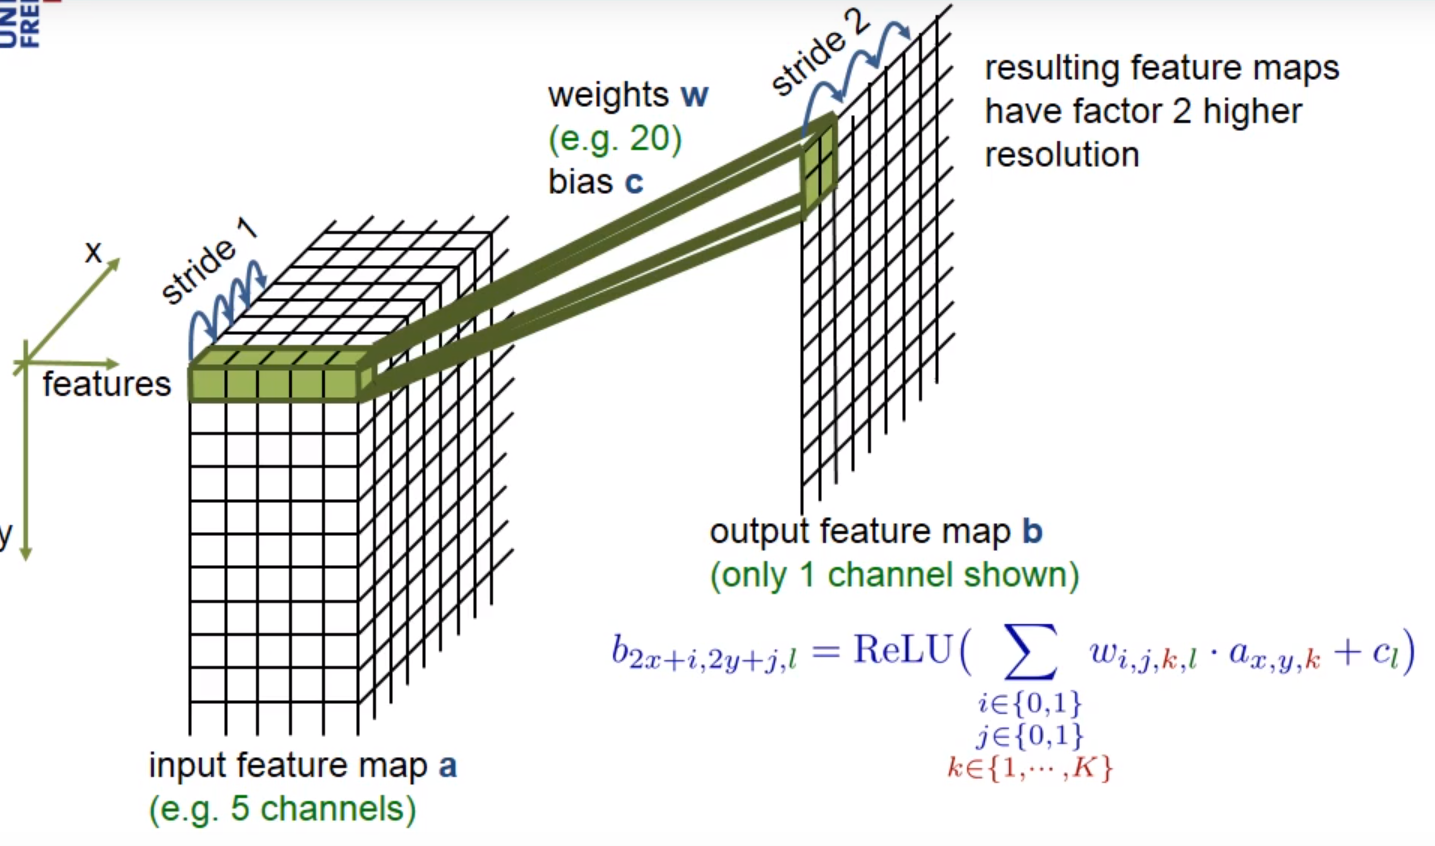 UNI
FREI
weights w
(e.g. 20)
bias c
stride 2
resulting feature maps
have factor 2 higher
resolution
stride 1
x
features
y
output feature map b
(only 1 channel shown)
b_{2x+i,2y+j,l} = ReLU( ∑ w_{i,j,k,l} · a_{x,y,k} + c_l )
i∈{0,1}
j∈{0,1}
k∈{1,⋯,K}
input feature map a
(e.g. 5 channels)